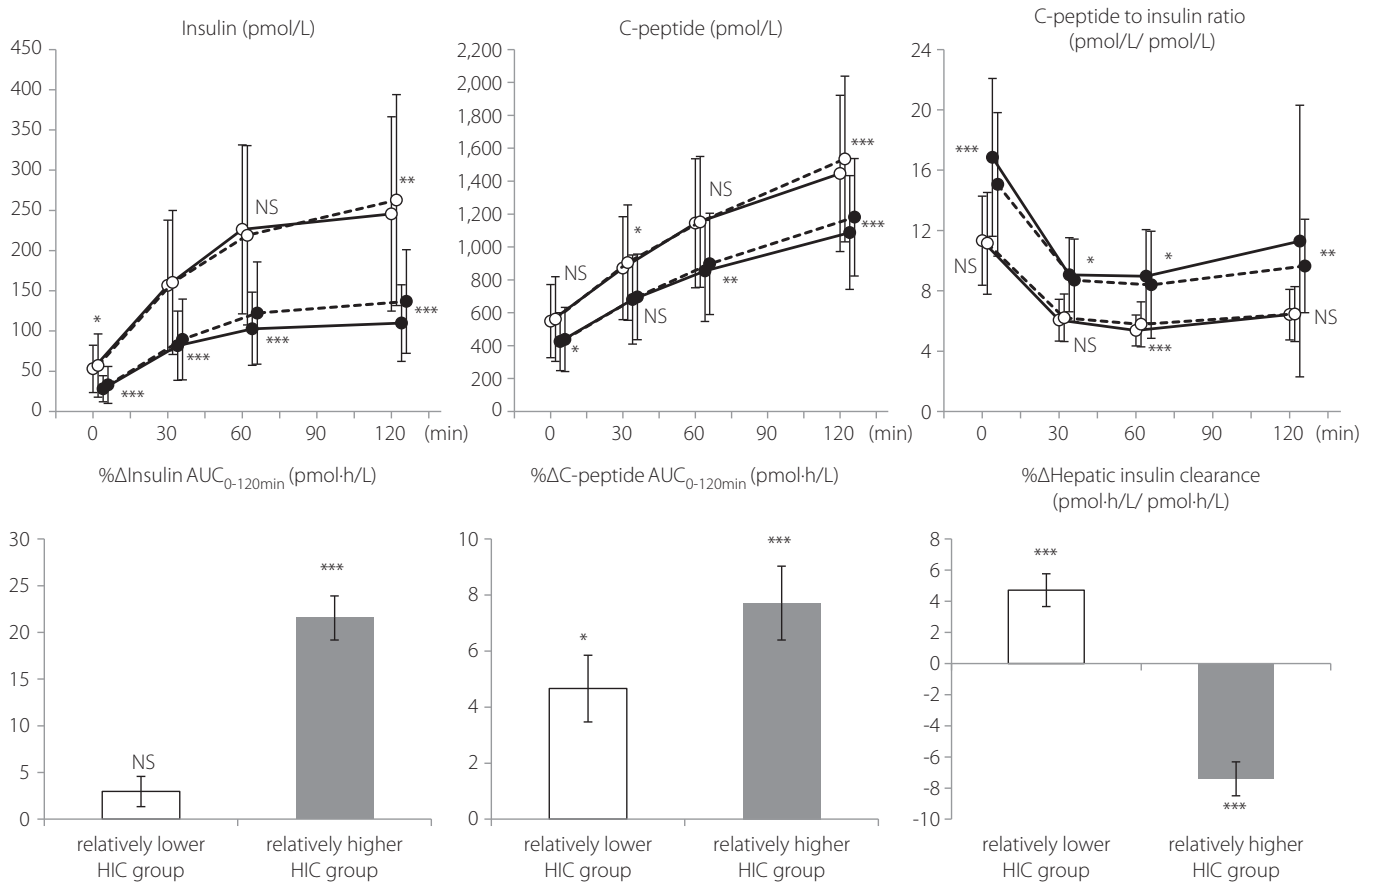 Insulin (pmol/L)
450
400
350
300
250
200
150
100
50
0
*
NS
**
***
***
***
***
0 30 60 90 120 (min)
C-peptide (pmol/L)
2,200
2,000
1,800
1,600
1,400
1,200
1,000
800
600
400
200
0
NS
*
NS
***
*
NS
**
***
0 30 60 90 120 (min)
C-peptide to insulin ratio
(pmol/L/ pmol/L)
24
20
16
12
8
4
0
***
*
*
**
NS
NS
***
NS
0 30 60 90 120 (min)
%ΔInsulin AUC0-120min (pmol·h/L)
30
25
20
15
10
5
0
NS
***
relatively lower
HIC group
relatively higher
HIC group
%ΔC-peptide AUC0-120min (pmol·h/L)
10
8
6
4
2
0
*
***
relatively lower
HIC group
relatively higher
HIC group
%ΔHepatic insulin clearance
(pmol·h/L/ pmol·h/L)
8
6
4
2
0
-2
-4
-6
-8
-10
***
***
relatively lower
HIC group
relatively higher
HIC group